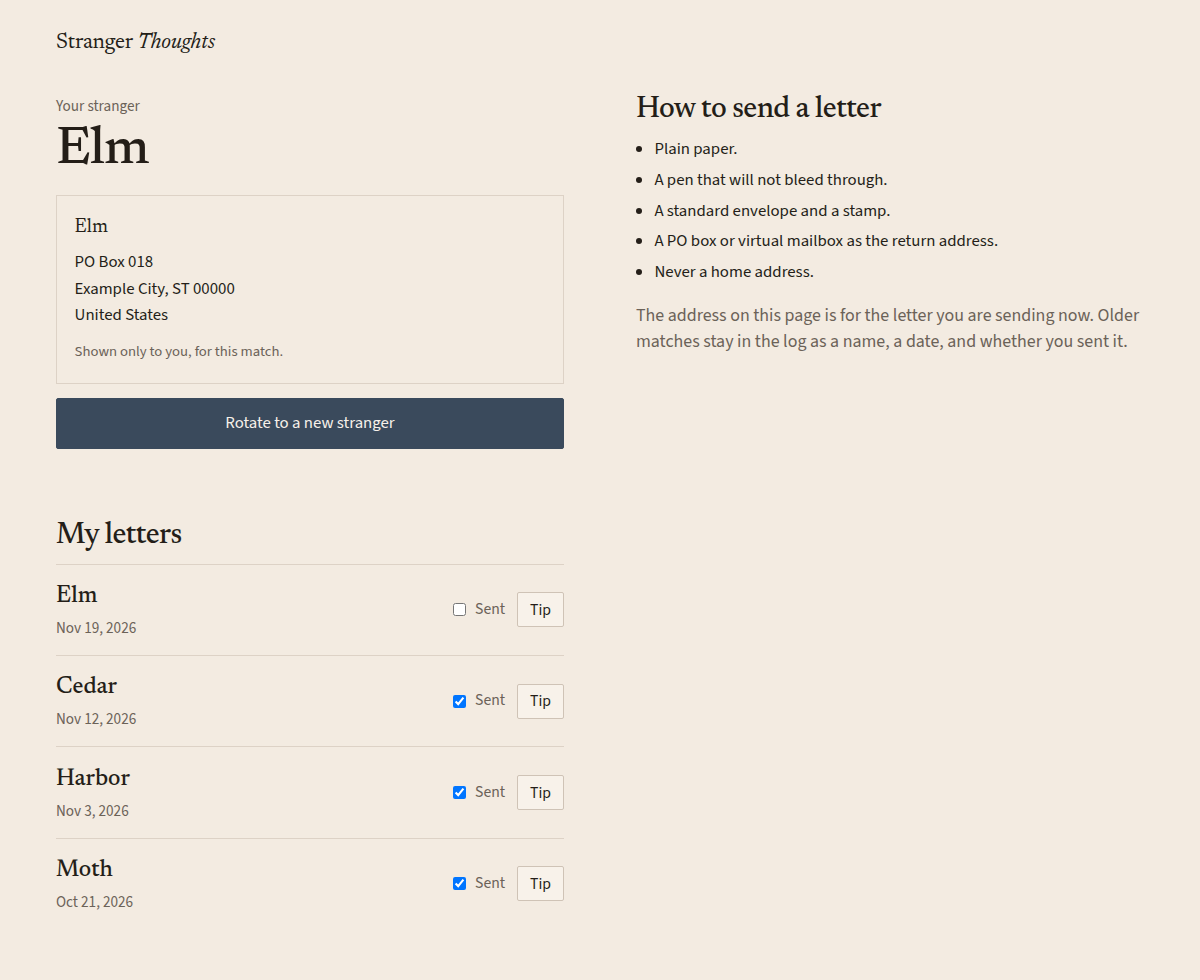 Stranger Thoughts
Your stranger
Elm
Elm
PO Box 018
Example City, ST 00000
United States
Shown only to you, for this match.
Rotate to a new stranger
How to send a letter
Plain paper.
A pen that will not bleed through.
A standard envelope and a stamp.
A PO box or virtual mailbox as the return address.
Never a home address.
The address on this page is for the letter you are sending now. Older
matches stay in the log as a name, a date, and whether you sent it.
My letters
Elm
Nov 19, 2026
Sent
Tip
Cedar
Nov 12, 2026
Sent
Tip
Harbor
Nov 3, 2026
Sent
Tip
Moth
Oct 21, 2026
Sent
Tip